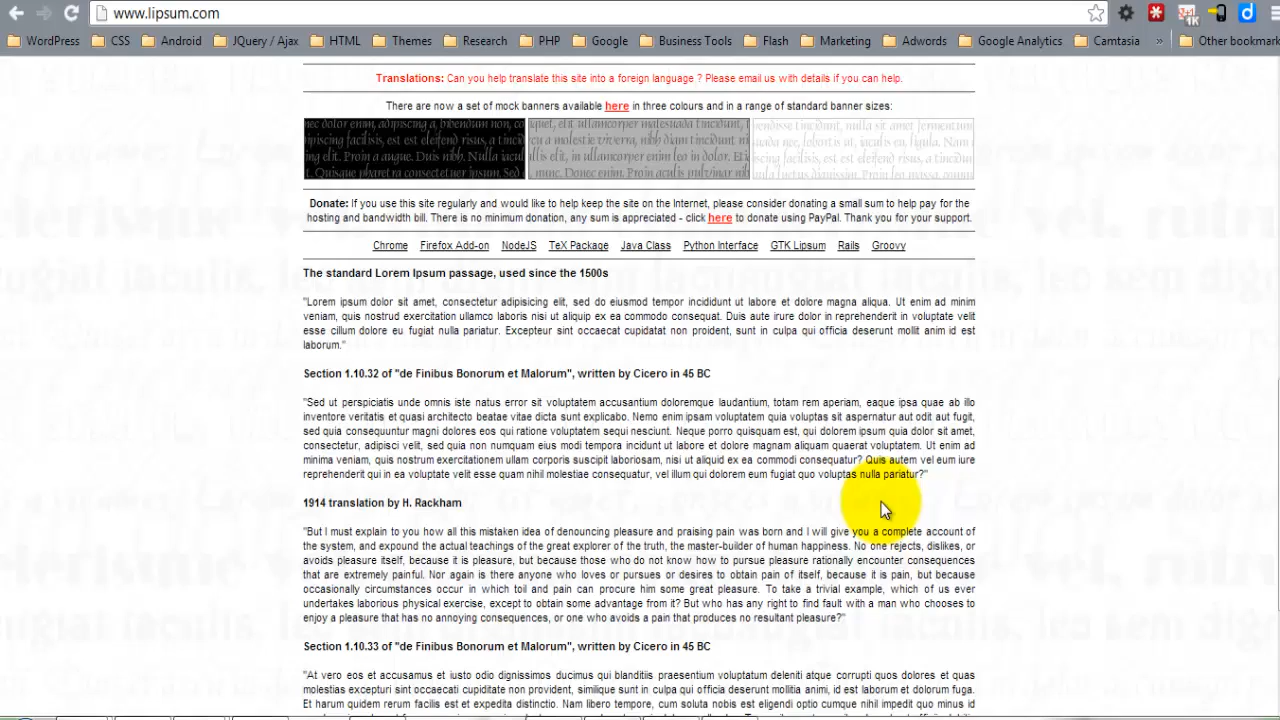 www.lipsum.com
WordPress CSS Android JQuery / Ajax HTML Themes Research PHP Google Business Tools Flash Marketing Adwords Google Analytics Camtasia » Other bookmark
Translations: Can you help translate this site into a foreign language ? Please email us with details if you can help.
There are now a set of mock banners available here in three colours and in a range of standard banner sizes:
Donate: If you use this site regularly and would like to help keep the site on the Internet, please consider donating a small sum to help pay for the
hosting and bandwidth bill. There is no minimum donation, any sum is appreciated - click here to donate using PayPal. Thank you for your support.
Chrome Firefox Add-on NodeJS TeX Package Java Class Python Interface GTK Lipsum Rails Groovy
The standard Lorem Ipsum passage, used since the 1500s
"Lorem ipsum dolor sit amet, consectetur adipisicing elit, sed do eiusmod tempor incididunt ut labore et dolore magna aliqua. Ut enim ad minim
veniam, quis nostrud exercitation ullamco laboris nisi ut aliquip ex ea commodo consequat. Duis aute irure dolor in reprehenderit in voluptate velit
esse cillum dolore eu fugiat nulla pariatur. Excepteur sint occaecat cupidatat non proident, sunt in culpa qui officia deserunt mollit anim id est
laborum."
Section 1.10.32 of "de Finibus Bonorum et Malorum", written by Cicero in 45 BC
"Sed ut perspiciatis unde omnis iste natus error sit voluptatem accusantium doloremque laudantium, totam rem aperiam, eaque ipsa quae ab illo
inventore veritatis et quasi architecto beatae vitae dicta sunt explicabo. Nemo enim ipsam voluptatem quia voluptas sit aspernatur aut odit aut fugit,
sed quia consequuntur magni dolores eos qui ratione voluptatem sequi nesciunt. Neque porro quisquam est, qui dolorem ipsum quia dolor sit amet,
consectetur, adipisci velit, sed quia non numquam eius modi tempora incidunt ut labore et dolore magnam aliquam quaerat voluptatem. Ut enim ad
minima veniam, quis nostrum exercitationem ullam corporis suscipit laboriosam, nisi ut aliquid ex ea commodi consequatur? Quis autem vel eum iure
reprehenderit qui in ea voluptate velit esse quam nihil molestiae consequatur, vel illum qui dolorem eum fugiat quo voluptas nulla pariatur?"
1914 translation by H. Rackham
"But I must explain to you how all this mistaken idea of denouncing pleasure and praising pain was born and I will give you a complete account of
the system, and expound the actual teachings of the great explorer of the truth, the master-builder of human happiness. No one rejects, dislikes, or
avoids pleasure itself, because it is pleasure, but because those who do not know how to pursue pleasure rationally encounter consequences
that are extremely painful. Nor again is there anyone who loves or pursues or desires to obtain pain of itself, because it is pain, but because
occasionally circumstances occur in which toil and pain can procure him some great pleasure. To take a trivial example, which of us ever
undertakes laborious physical exercise, except to obtain some advantage from it? But who has any right to find fault with a man who chooses to
enjoy a pleasure that has no annoying consequences, or one who avoids a pain that produces no resultant pleasure?"
Section 1.10.33 of "de Finibus Bonorum et Malorum", written by Cicero in 45 BC
"At vero eos et accusamus et iusto odio dignissimos ducimus qui blanditiis praesentium voluptatum deleniti atque corrupti quos dolores et quas
molestias excepturi sint occaecati cupiditate non provident, similique sunt in culpa qui officia deserunt mollitia animi, id est laborum et dolorum fuga.
Et harum quidem rerum facilis est et expedita distinctio. Nam libero tempore, cum soluta nobis est eligendi optio cumque nihil impedit quo minus id